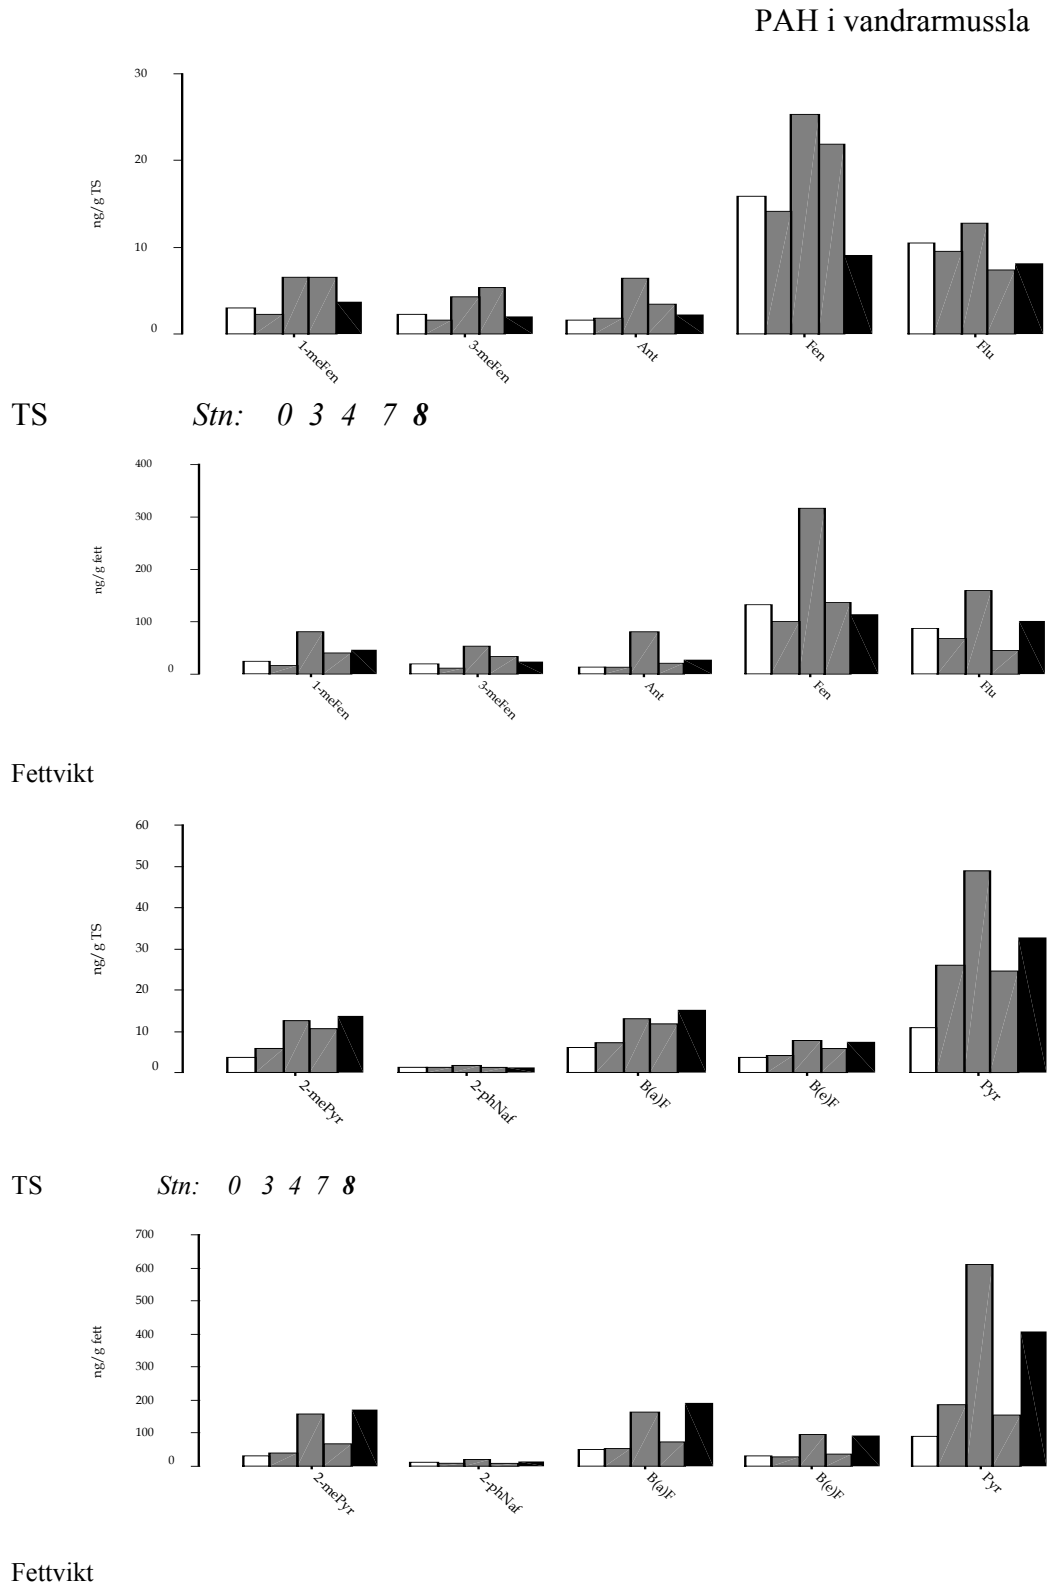 PAH i vandrarmussla
30
20
10
0
ng/g TS
1-meFen 3-meFen Ant Fen Flu
TS Stn: 0 3 4 7 8
400
300
200
100
0
ng/g fett
1-meFen 3-meFen Ant Fen Flu
Fettvikt
60
50
40
30
20
10
0
ng/g TS
2-mePyr 2-phNaf B(a)F B(e)F Pyr
TS Stn: 0 3 4 7 8
700
600
500
400
300
200
100
0
ng/g fett
2-mePyr 2-phNaf B(a)F B(e)F Pyr
Fettvikt